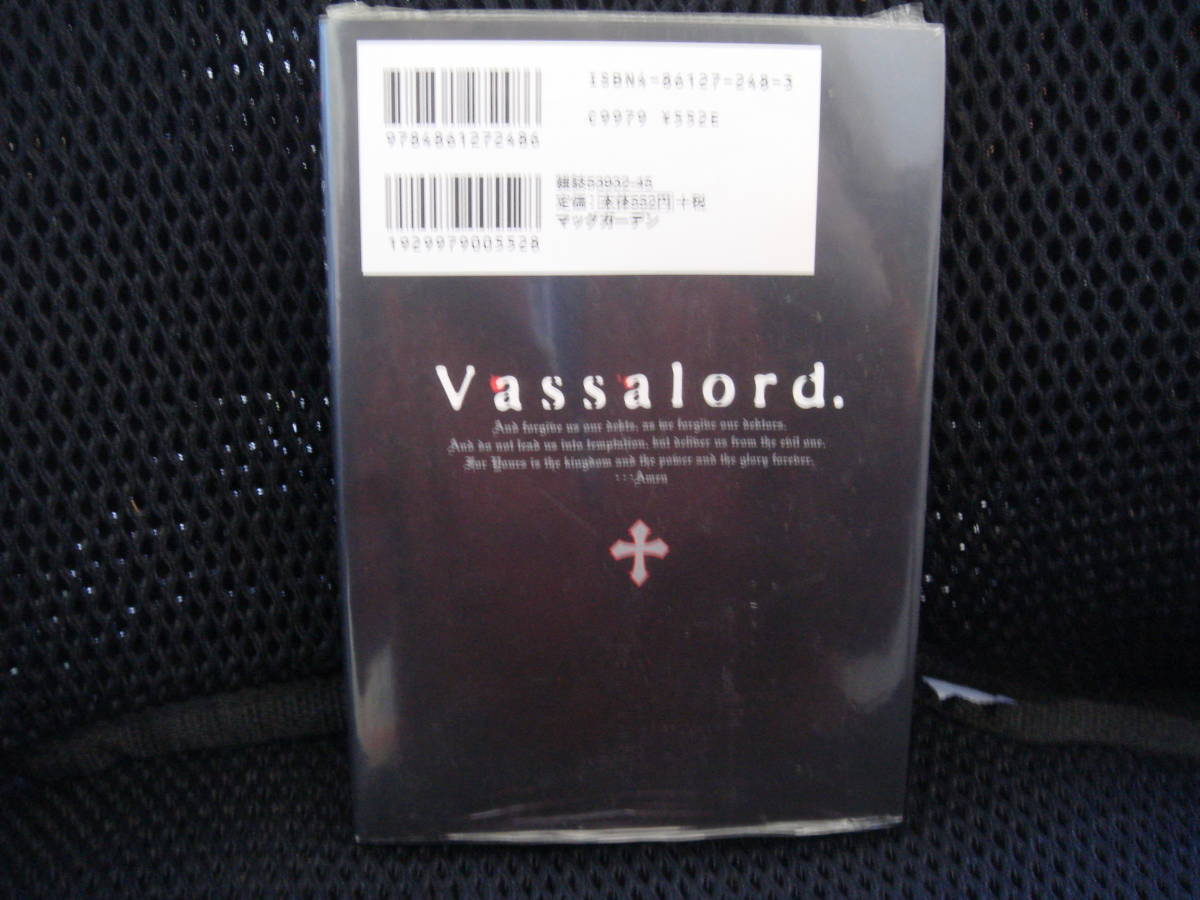 ISBN4-86127-248-3
C9979 ¥552E
9784861272486
雑誌53932-45
定価：本体552円＋税
マッグガーデン
1929979005528
Vassalord.
And forgive us our debts, as we forgive our debtors.
And do not lead us into temptation, but deliver us from the evil one.
For Yours is the kingdom and the power and the glory forever.
:::Amen